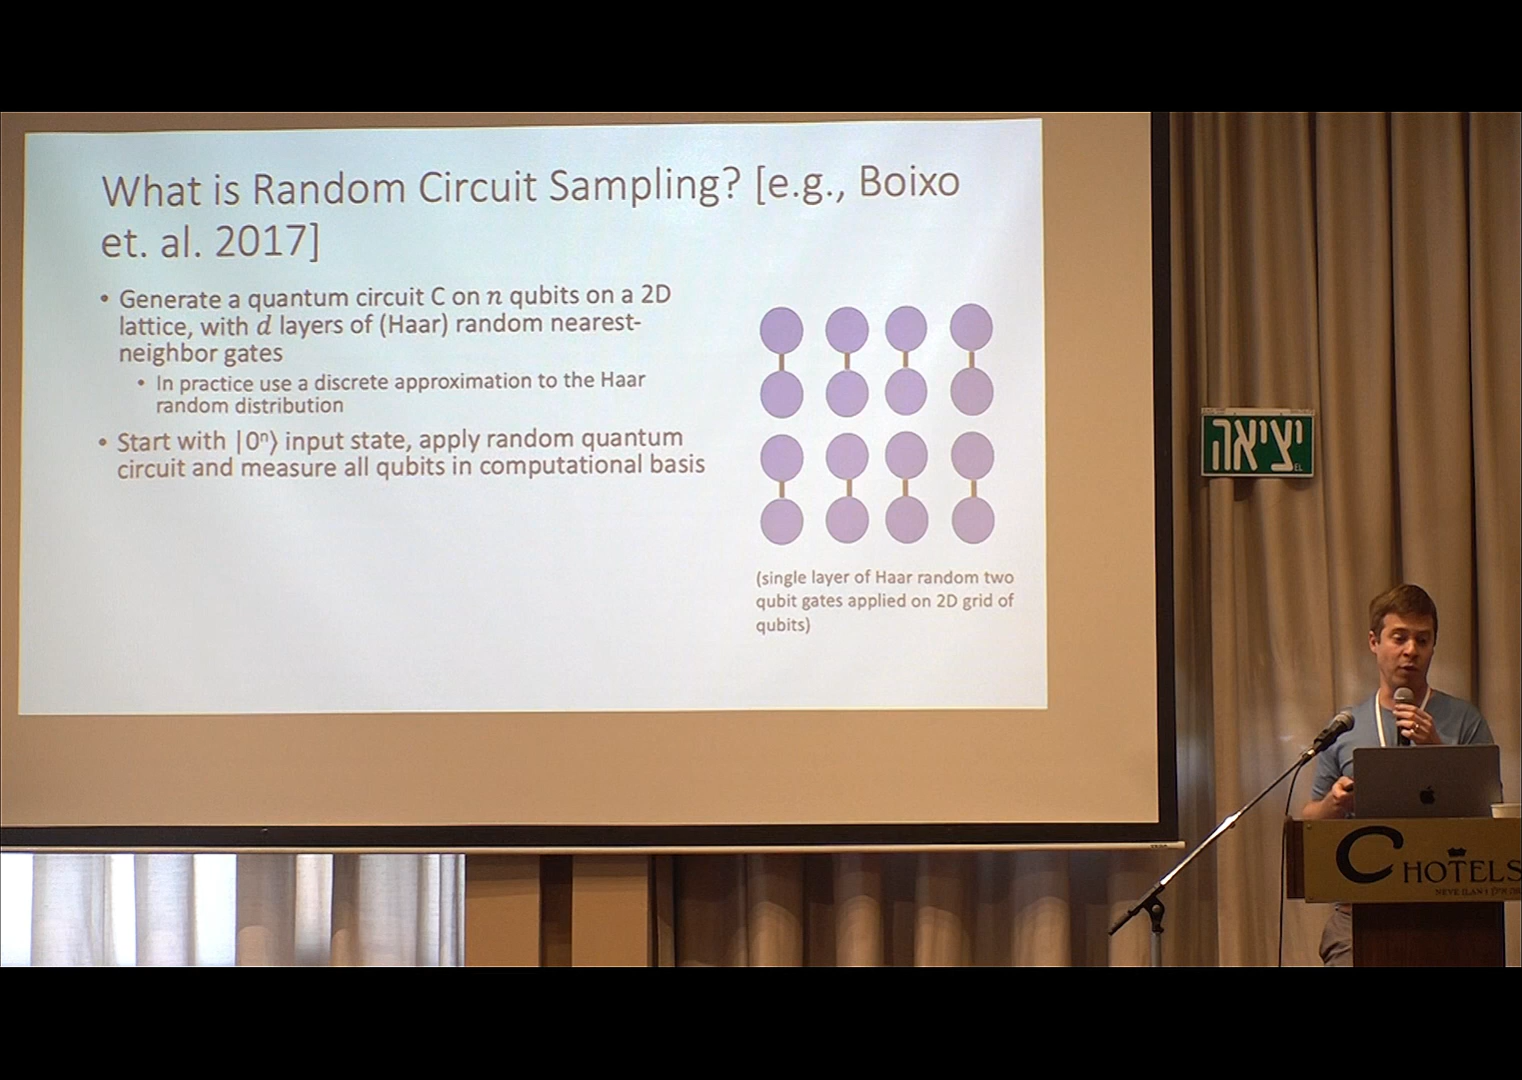 What is Random Circuit Sampling? [e.g., Boixo
et. al. 2017]
• Generate a quantum circuit C on n qubits on a 2D
lattice, with d layers of (Haar) random nearest-
neighbor gates
• In practice use a discrete approximation to the Haar
random distribution
• Start with |0ⁿ⟩ input state, apply random quantum
circuit and measure all qubits in computational basis
(single layer of Haar random two
qubit gates applied on 2D grid of
qubits)
יציאה
EL
C HOTELS
NEVE ILAN